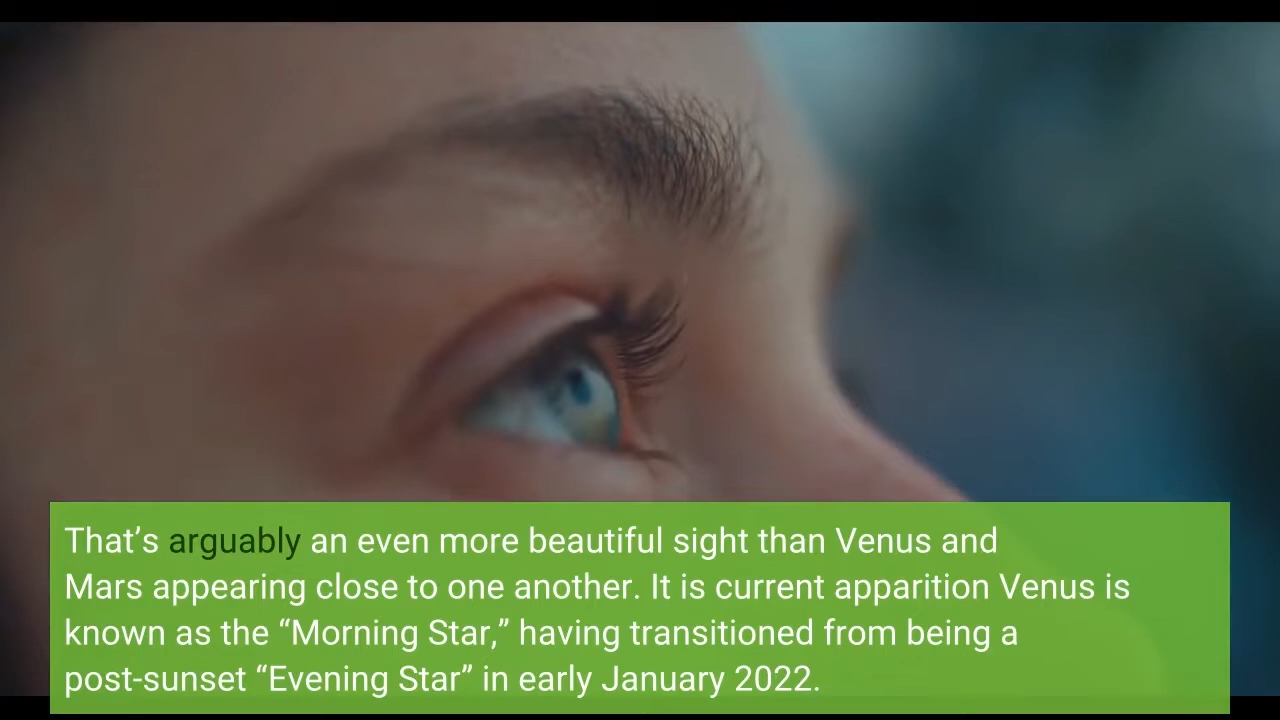 That’s arguably an even more beautiful sight than Venus and
Mars appearing close to one another. It is current apparition Venus is
known as the “Morning Star,” having transitioned from being a
post-sunset “Evening Star” in early January 2022.